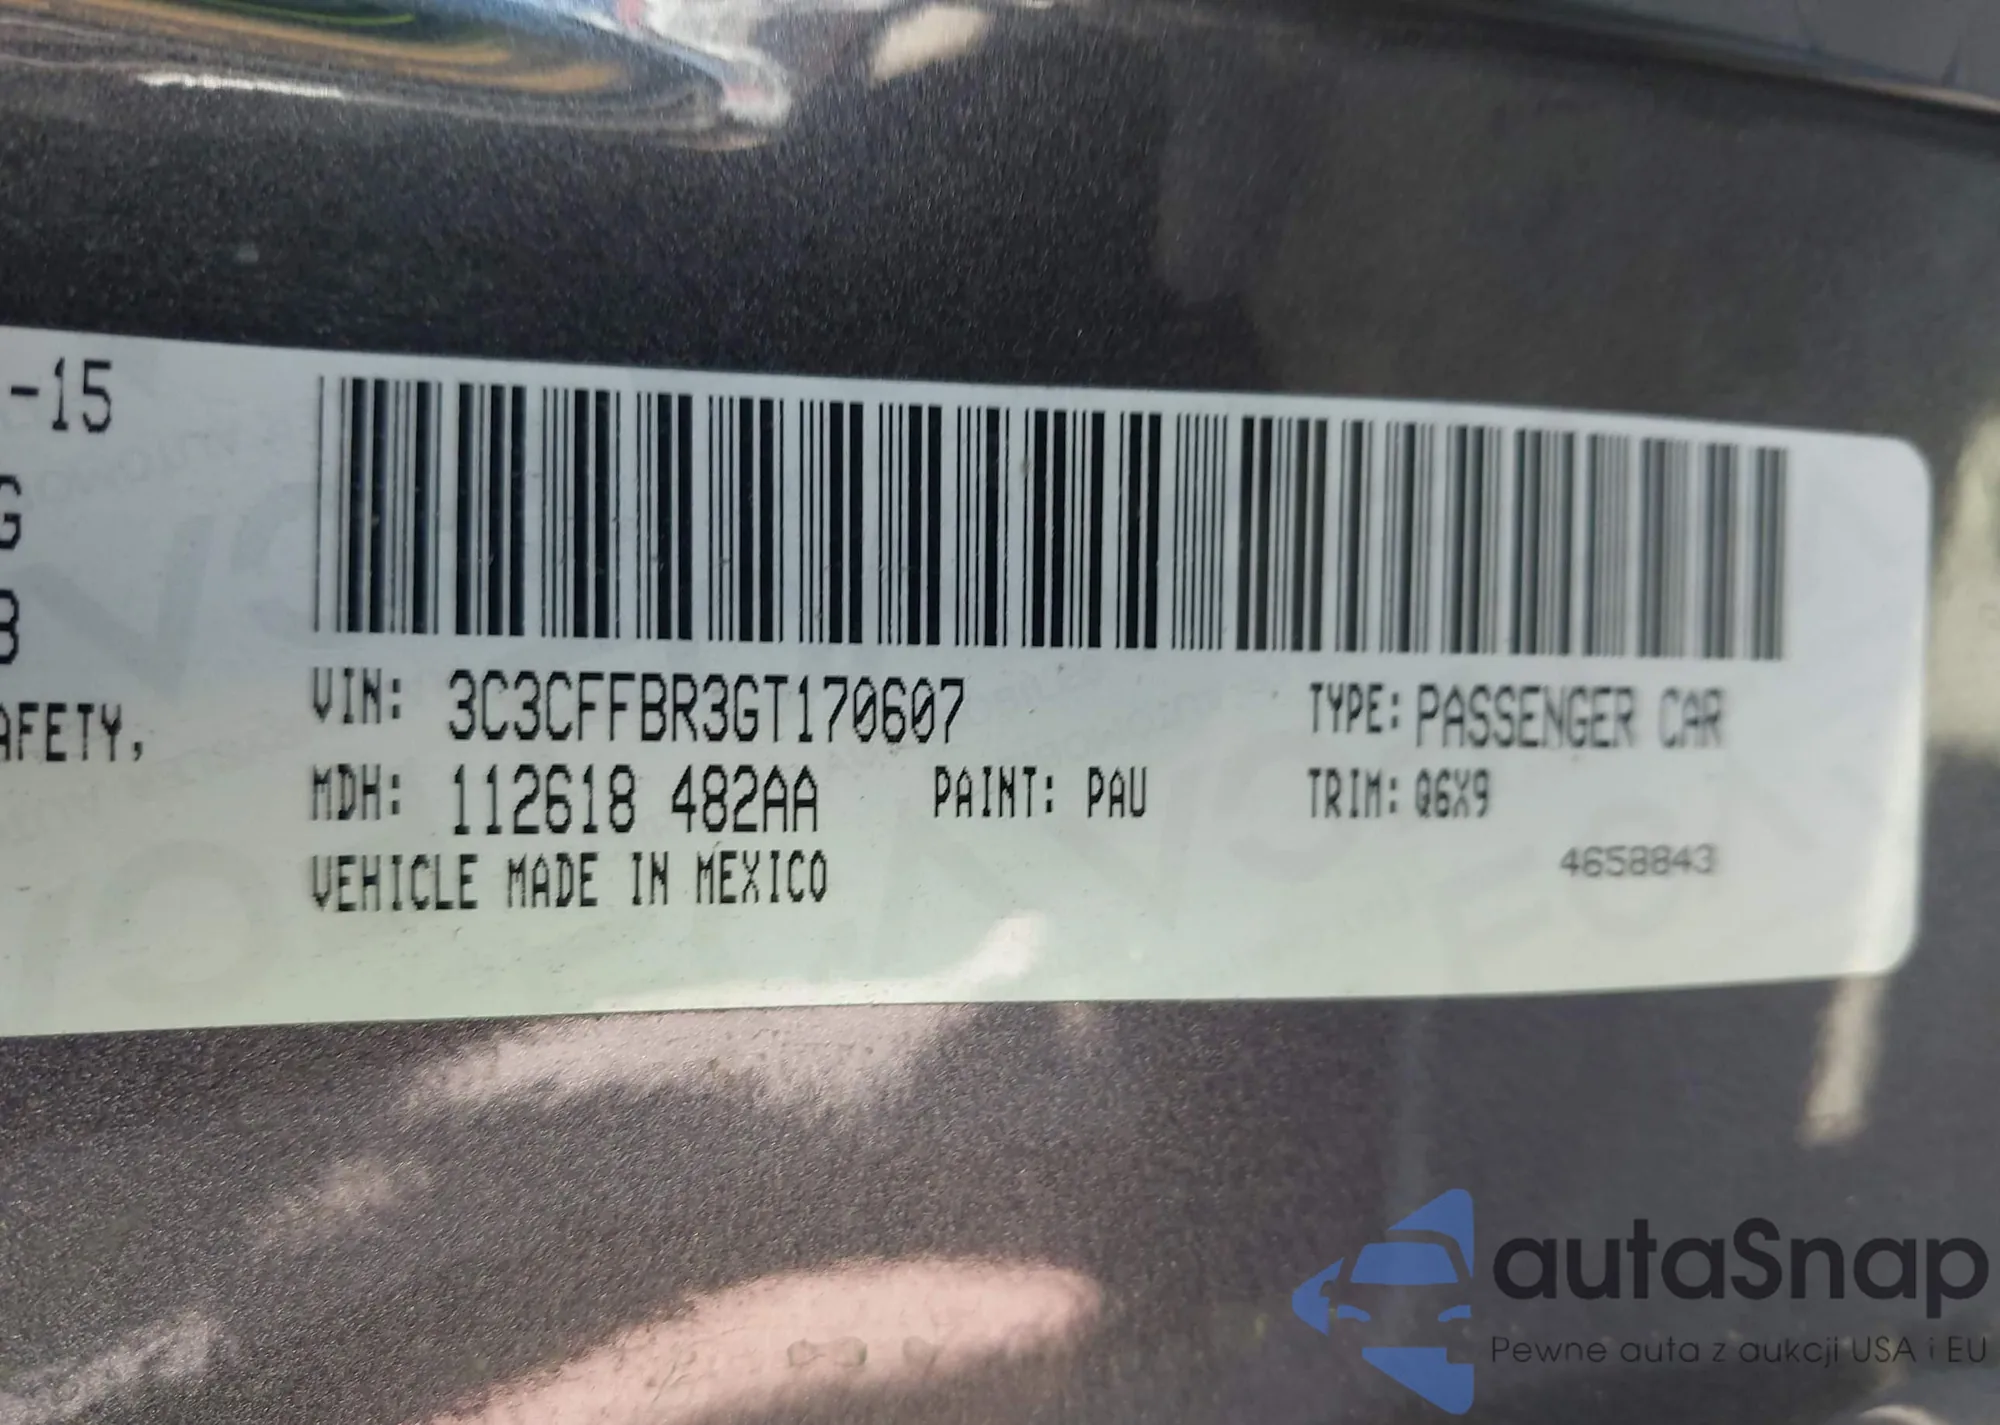 -15
G
B
AFETY,
VIN: 3C3CFFBR3GT170607
TYPE: PASSENGER CAR
MDH: 112618 482AA
PAINT: PAU
TRIM: Q6X9
VEHICLE MADE IN MEXICO
4658843
autaSnap
Pewne auta z aukcji USA i EU